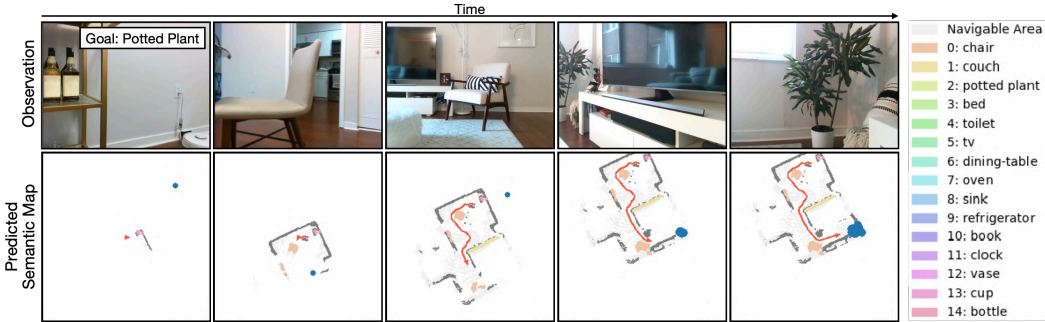 Time
Goal: Potted Plant
Observation
Predicted
Semantic Map
Navigable Area
0: chair
1: couch
2: potted plant
3: bed
4: toilet
5: tv
6: dining-table
7: oven
8: sink
9: refrigerator
10: book
11: clock
12: vase
13: cup
14: bottle